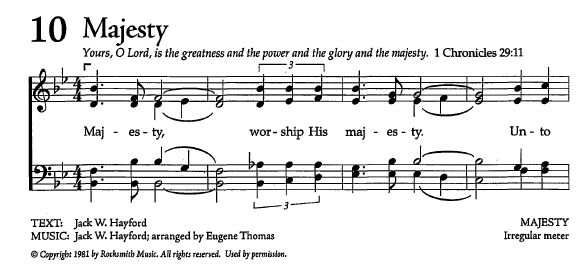 10 Majesty
Yours, O Lord, is the greatness and the power and the glory and the majesty. 1 Chronicles 29:11
3
Maj - es - ty, wor - ship His maj - es - ty. Un - to
3
TEXT: Jack W. Hayford MAJESTY
MUSIC: Jack W. Hayford; arranged by Eugene Thomas Irregular meter
© Copyright 1981 by Rocksmith Music. All rights reserved. Used by permission.